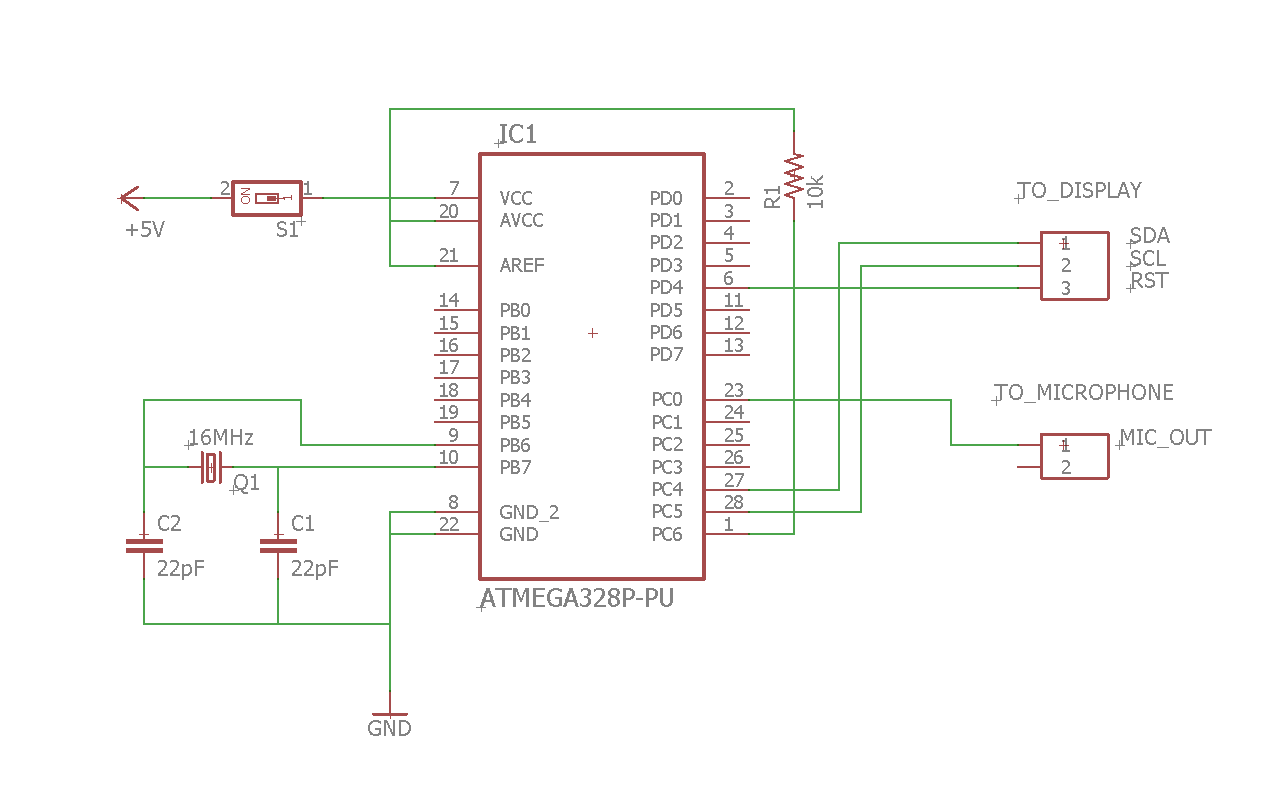 IC1
7 VCC PD0 2
20 AVCC PD1 3
PD2 4
21 AREF PD3 5
PD4 6
14 PB0 PD5 11
15 PB1 PD6 12
16 PB2 PD7 13
17 PB3
18 PB4 PC0 23
19 PB5 PC1 24
9 PB6 PC2 25
10 PB7 PC3 26
PC4 27
8 GND_2 PC5 28
22 GND PC6 1
ATMEGA328P-PU
+5V
2 ON 1 1
S1
R1
10k
TO_DISPLAY
1 SDA
2 SCL
3 RST
TO_MICROPHONE
1 MIC_OUT
2
16MHz
Q1
C2
22pF
C1
22pF
GND